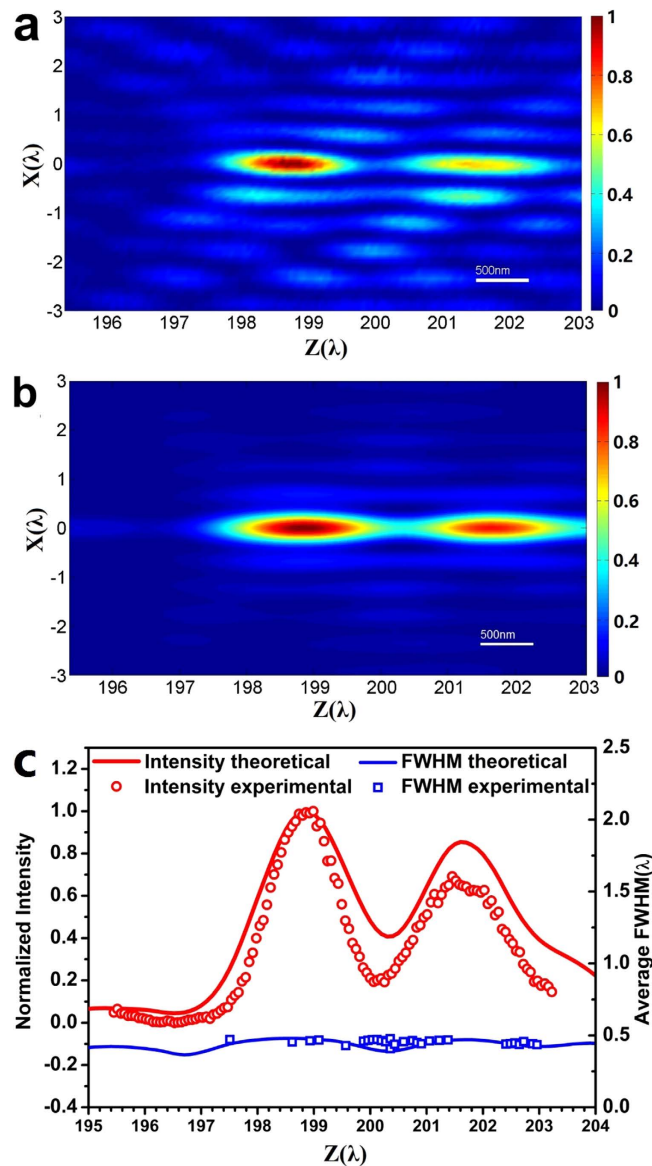 a
3
2
1
0
-1
-2
-3
X(λ)
196 197 198 199 200 201 202 203
Z(λ)
500nm
1
0.8
0.6
0.4
0.2
0
b
3
2
1
0
-1
-2
-3
X(λ)
196 197 198 199 200 201 202 203
Z(λ)
500nm
1
0.8
0.6
0.4
0.2
0
c
Intensity theoretical FWHM theoretical
Intensity experimental FWHM experimental
1.2
1.0
0.8
0.6
0.4
0.2
0.0
-0.2
-0.4
Normalized Intensity
2.5
2.0
1.5
1.0
0.5
0.0
Average FWHM(λ)
195 196 197 198 199 200 201 202 203 204
Z(λ)